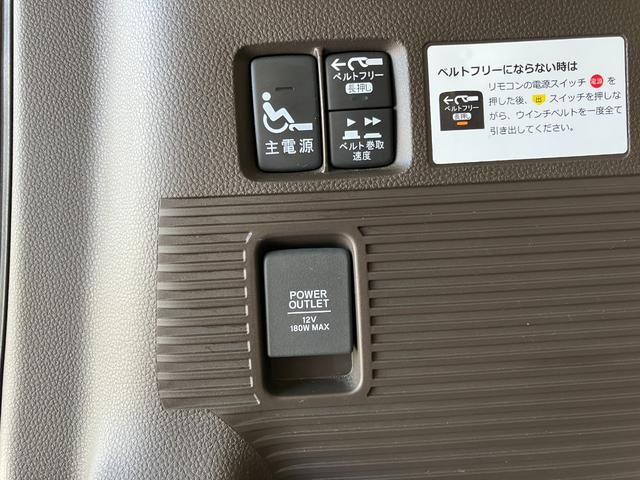 主電源
ベルトフリー
長押し
ベルト巻取
速度
ベルトフリーにならない時は
リモコンの電源スイッチ 電源 を
押した後、 出 スイッチを押しな
がら、ウインチベルトを一度全て
引き出してください。
ベルトフリー
長押し
POWER
OUTLET
12V
180W MAX